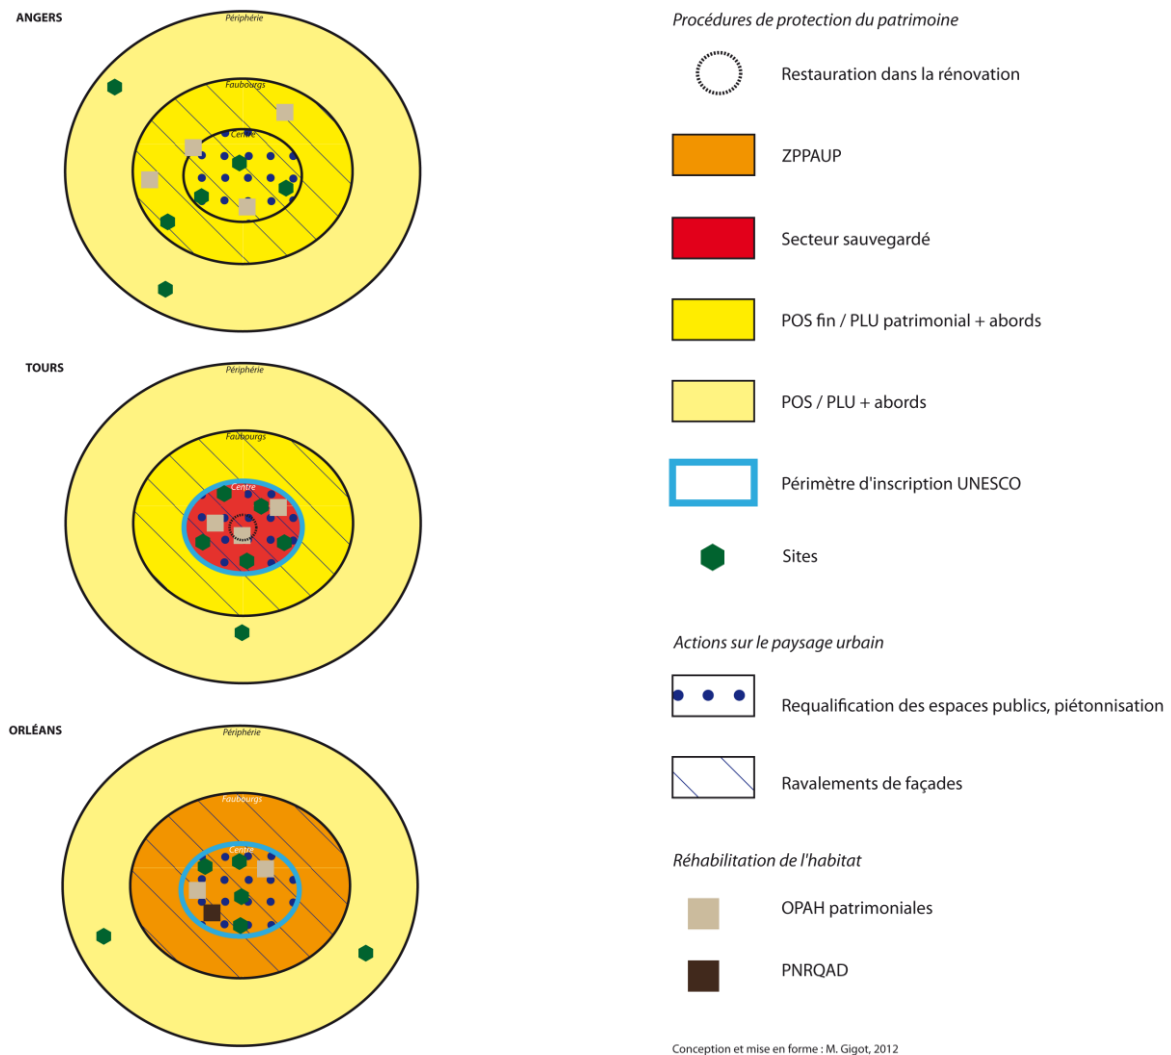 ANGERS
Périphérie
Faubourgs
Centre
TOURS
Périphérie
Faubourgs
Centre
ORLÉANS
Périphérie
Faubourgs
Centre
Procédures de protection du patrimoine
Restauration dans la rénovation
ZPPAUP
Secteur sauvegardé
POS fin / PLU patrimonial + abords
POS / PLU + abords
Périmètre d'inscription UNESCO
Sites
Actions sur le paysage urbain
Requalification des espaces publics, piétonnisation
Ravalements de façades
Réhabilitation de l'habitat
OPAH patrimoniales
PNRQAD
Conception et mise en forme : M. Gigot, 2012